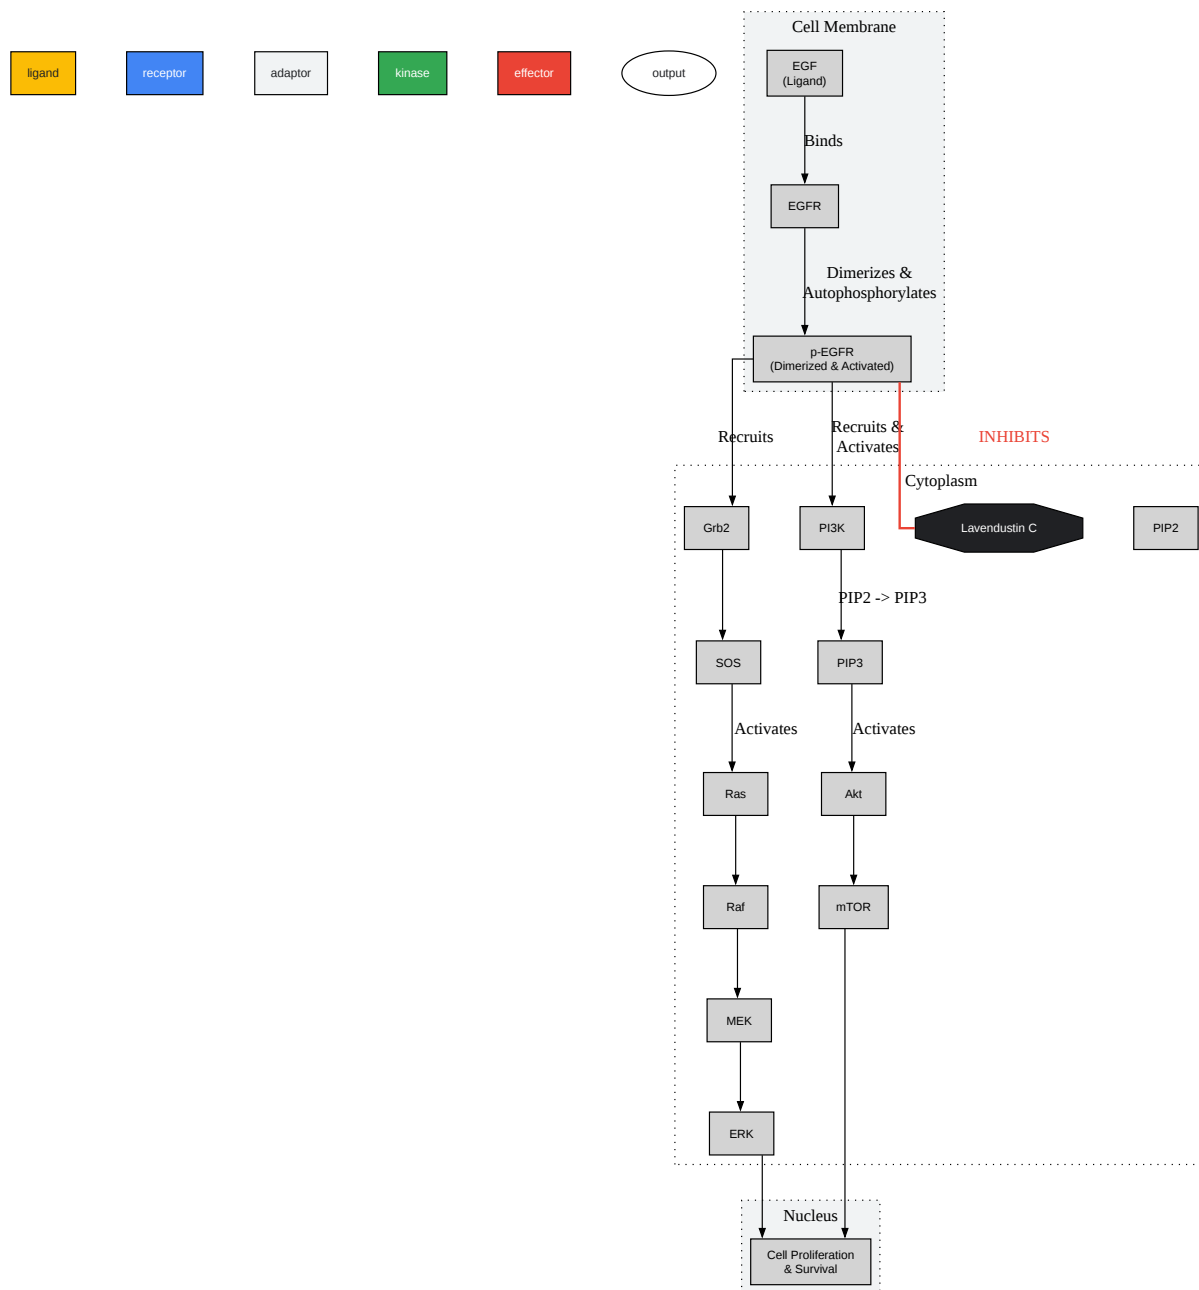 Cell Membrane
ligand
receptor
adaptor
kinase
effector
output
EGF
(Ligand)
Binds
EGFR
Dimerizes &
Autophosphorylates
p-EGFR
(Dimerized & Activated)
Recruits
Recruits &
Activates
INHIBITS
Cytoplasm
Grb2
PI3K
Lavendustin C
PIP2
PIP2 -> PIP3
SOS
PIP3
Activates
Activates
Ras
Akt
Raf
mTOR
MEK
ERK
Nucleus
Cell Proliferation
& Survival